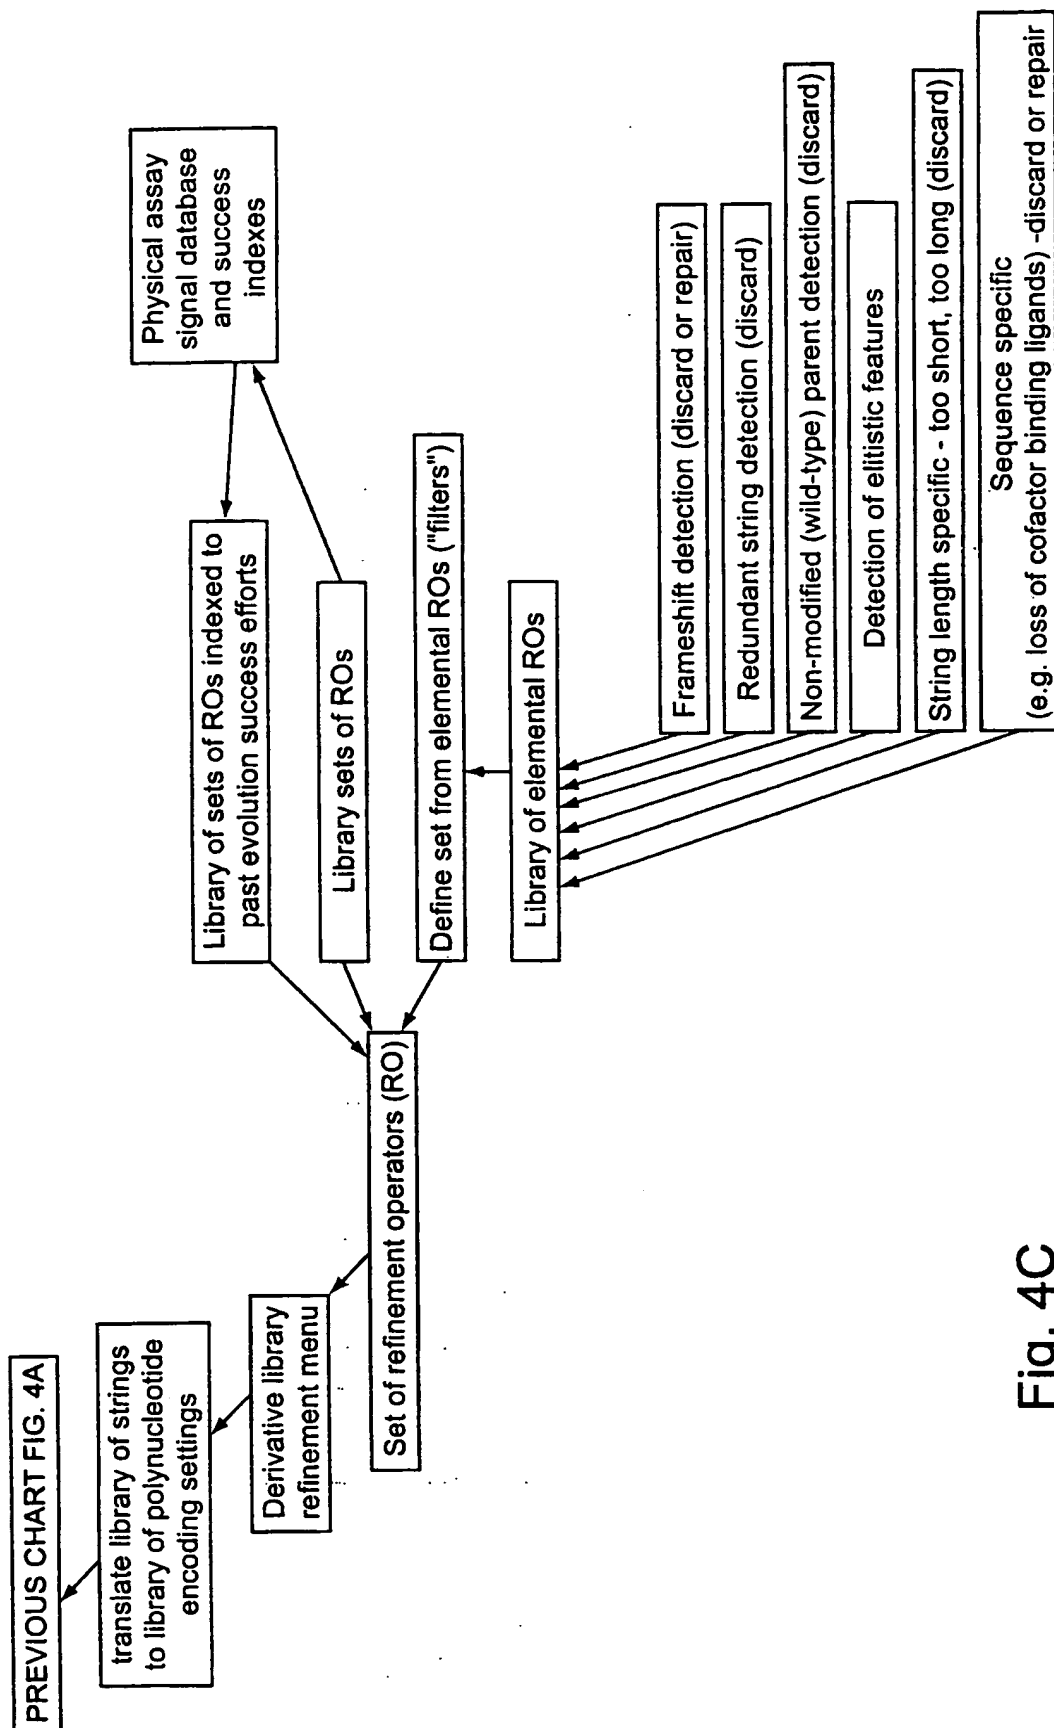 PREVIOUS CHART FIG. 4A
translate library of strings
to library of polynucleotide
encoding settings
Derivative library
refinement menu
Set of refinement operators (RO)
Library of sets of ROs indexed to
past evolution success efforts
Physical assay
signal database
and success
indexes
Library sets of ROs
Define set from elemental ROs ("filters")
Library of elemental ROs
Frameshift detection (discard or repair)
Redundant string detection (discard)
Non-modified (wild-type) parent detection (discard)
Detection of elitistic features
String length specific - too short, too long (discard)
Sequence specific
(e.g. loss of cofactor binding ligands) -discard or repair
Fig. 4C